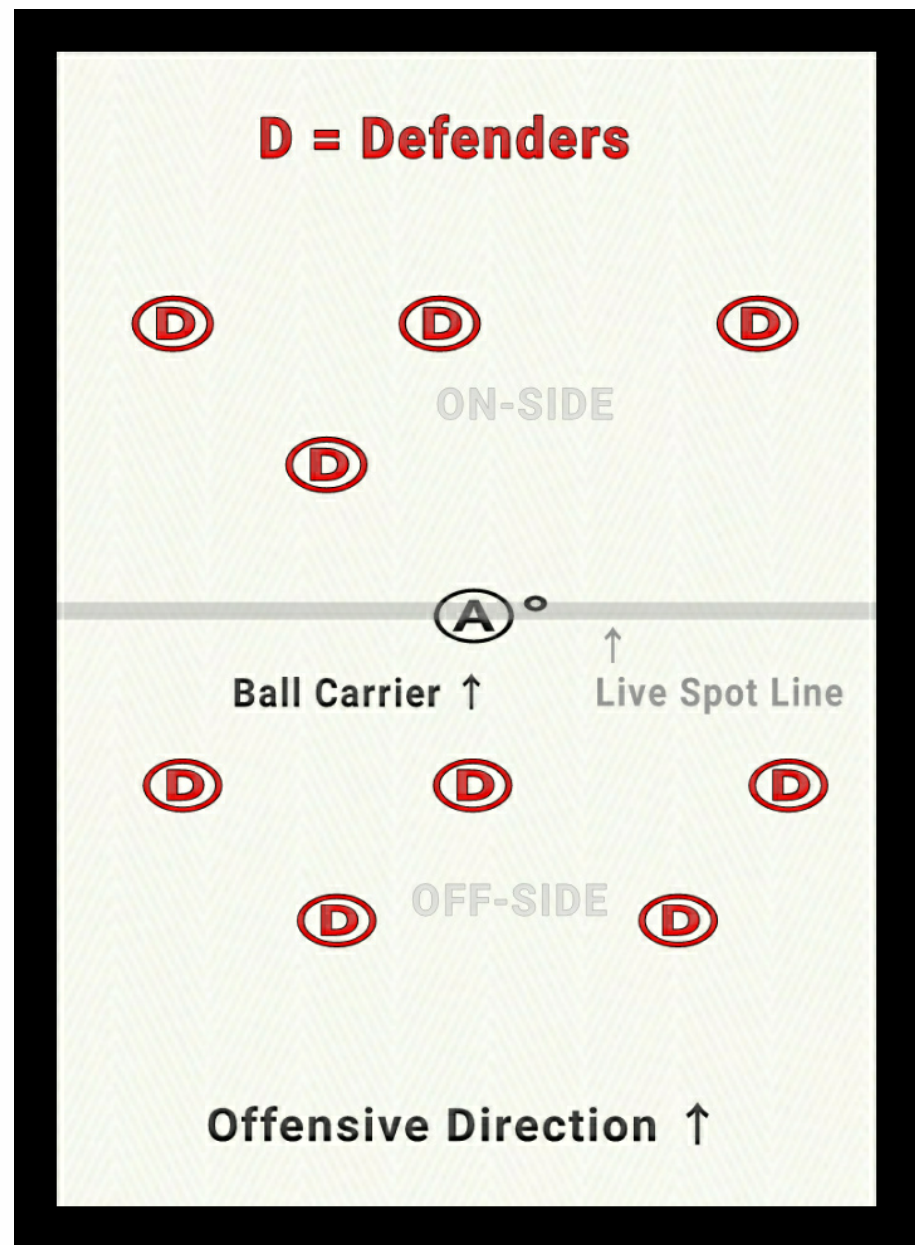 D = Defenders
D D D
ON-SIDE
D
A °
↑
Ball Carrier ↑ Live Spot Line
D D D
OFF-SIDE
D D
Offensive Direction ↑